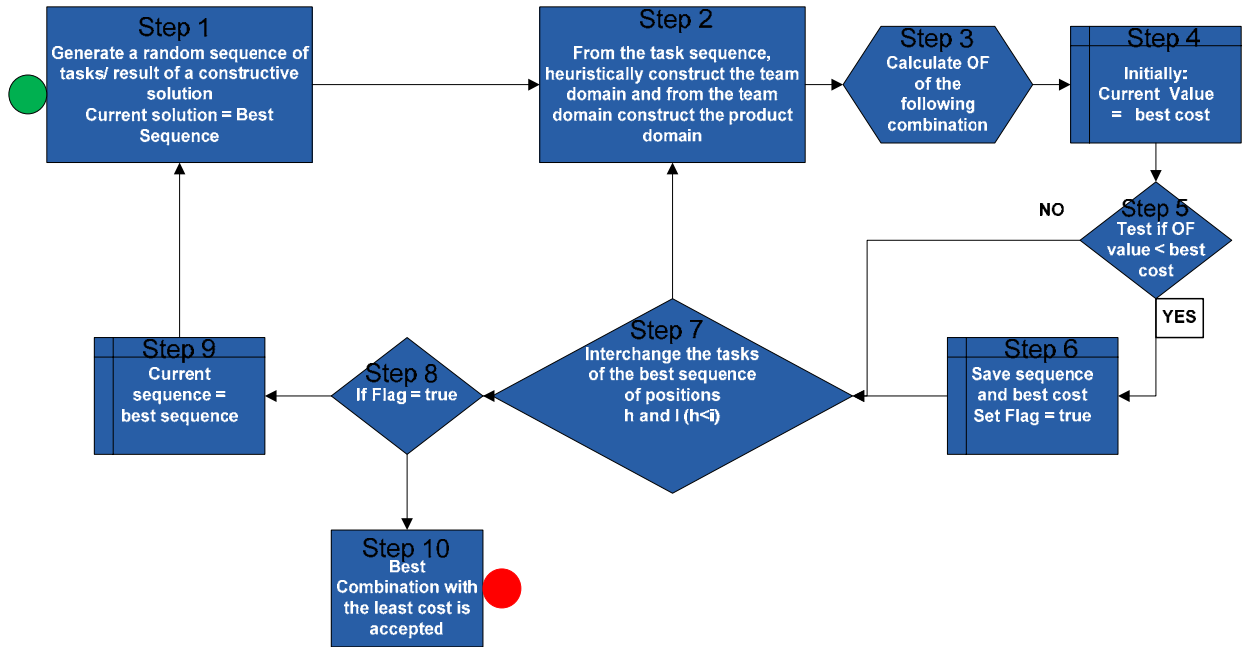 Step 1
Generate a random sequence of
tasks/ result of a constructive
solution
Current solution = Best
Sequence
Step 2
From the task sequence,
heuristically construct the team
domain and from the team
domain construct the product
domain
Step 3
Calculate OF
of the
following
combination
Step 4
Initially:
Current Value
= best cost
Step 5
Test if OF
value < best
cost
NO
YES
Step 6
Save sequence
and best cost
Set Flag = true
Step 7
Interchange the tasks
of the best sequence
of positions
h and I (h<i)
Step 8
If Flag = true
Step 9
Current
sequence =
best sequence
Step 10
Best
Combination with
the least cost is
accepted